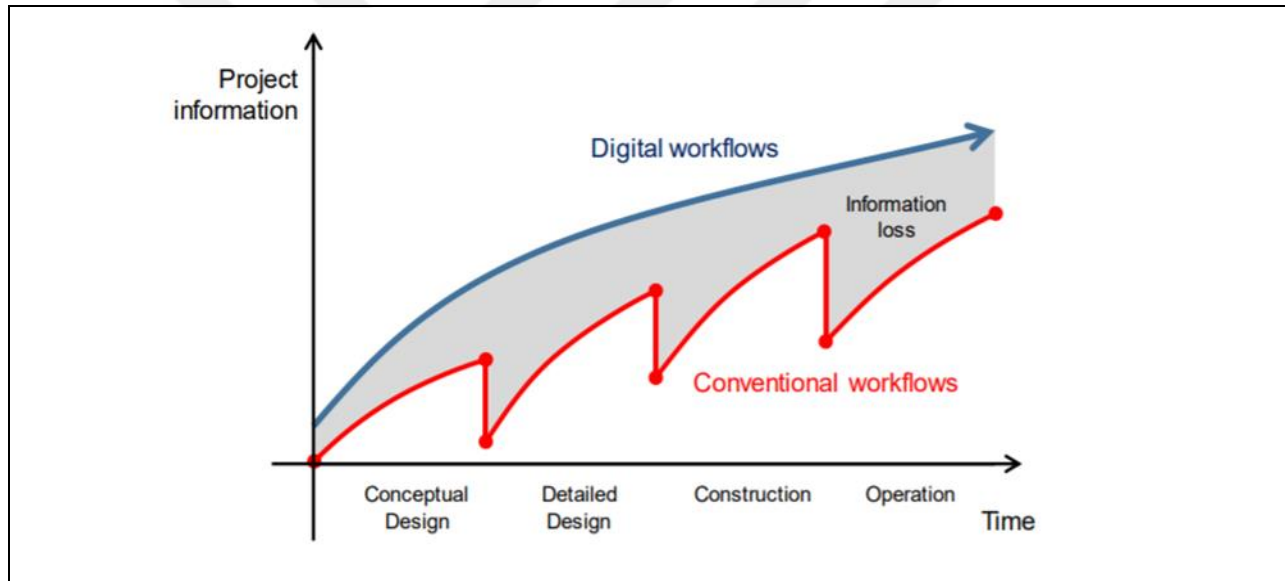 Project
information
Digital workflows
Information
loss
Conventional workflows
Conceptual
Design
Detailed
Design
Construction
Operation
Time